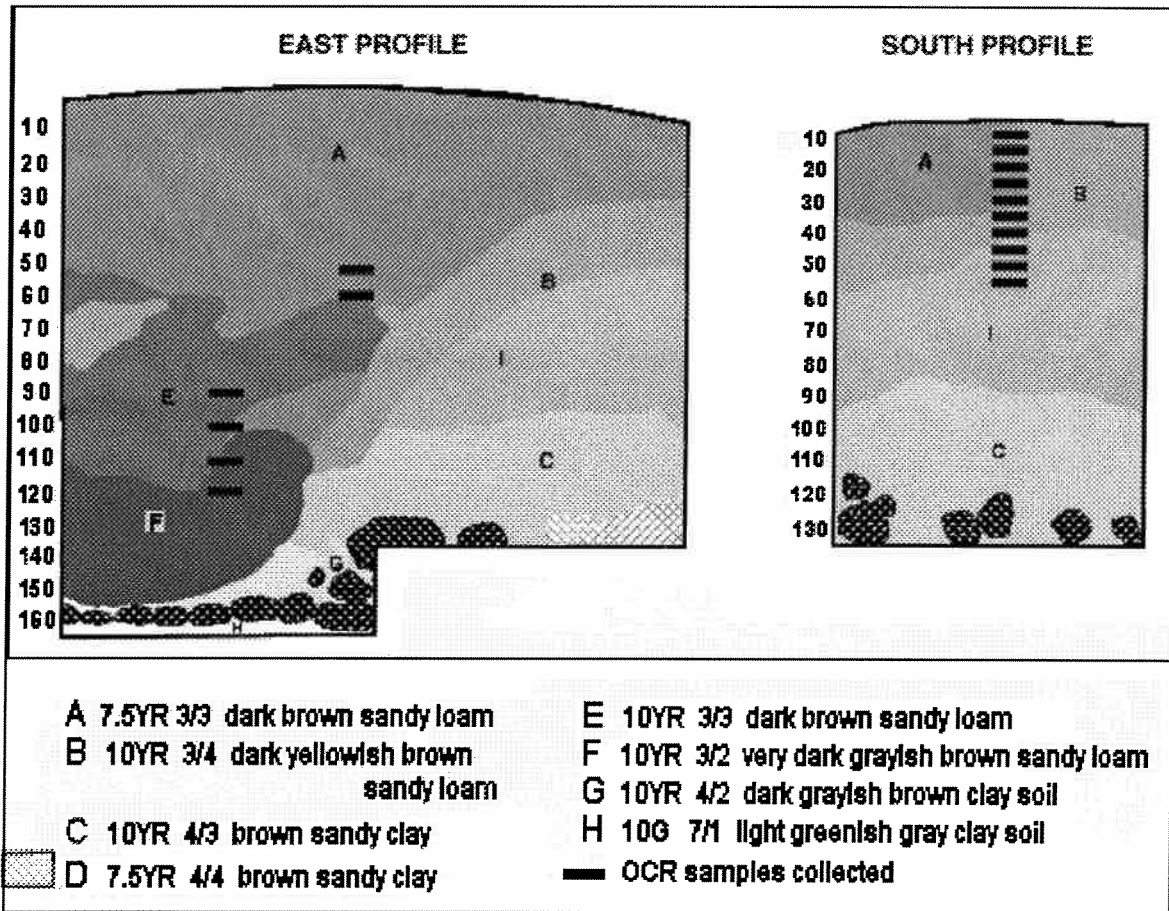 EAST PROFILE
SOUTH PROFILE
10
20
30
40
50
60
70
80
90
100
110
120
130
140
150
160
A
B
I
E
C
F
G
H
10
20
30
40
50
60
70
80
90
100
110
120
130
A
B
I
C
A 7.5YR 3/3 dark brown sandy loam
B 10YR 3/4 dark yellowish brown
sandy loam
C 10YR 4/3 brown sandy clay
D 7.5YR 4/4 brown sandy clay
E 10YR 3/3 dark brown sandy loam
F 10YR 3/2 very dark grayish brown sandy loam
G 10YR 4/2 dark grayish brown clay soil
H 10G 7/1 light greenish gray clay soil
OCR samples collected